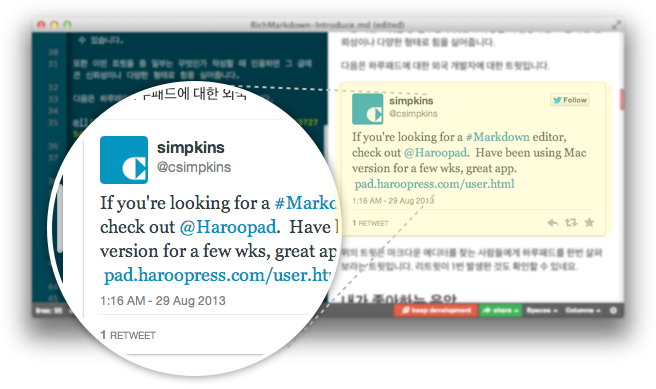 RichMarkdown-Introduce.md (edited)
수 있습니다.
30
31
또한 이런 트윗들 중 일부는 무엇인가 작성할 때 인용하면 그 글에
큰 신뢰성이나 다양한 형태로 힘을 실어줍니다.
32
33
34
35
뢰성이나 다양한 형태로 힘을 실어줍니다.
다음은 하루패드에 대한 외국 개발자에 대한 트윗입니다.
simpkins
@csimpkins
Follow
If you're looking for a #Markdown editor,
check out @Haroopad. Have been using Mac
version for a few wks, great app.
pad.haroopress.com/user.html
1:16 AM - 29 Aug 2013
1 RETWEET
위의 트윗은 마크다운 에디터를 찾는 사람들에게 하루패드를 한번 살펴
보라는 트윗입니다. 리트윗이 1번 발생한 것도 확인할 수 있네요.
내가 좋아하는 음악
루패드에 대한 외국
simpkins
@csimpkins
If you're looking for a #Markd
check out @Haroopad. Have
version for a few wks, great ap
pad.haroopress.com/user.ht
1:16 AM - 29 Aug 2013
1 RETWEET
keep development
share
Spaces
Columns